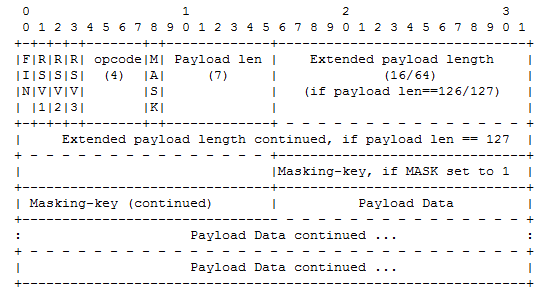 0                   1                   2                   3
 0 1 2 3 4 5 6 7 8 9 0 1 2 3 4 5 6 7 8 9 0 1 2 3 4 5 6 7 8 9 0 1
+-+-+-+-+-------+-+-------------+-------------------------------+
|F|R|R|R| opcode|M| Payload len |    Extended payload length    |
|I|S|S|S|  (4)  |A|     (7)     |             (16/64)           |
|N|V|V|V|       |S|             |   (if payload len==126/127)   |
| |1|2|3|       |K|             |                               |
+-+-+-+-+-------+-+-------------+ - - - - - - - - - - - - - - - +
|     Extended payload length continued, if payload len == 127  |
+ - - - - - - - - - - - - - - - +-------------------------------+
|                               |Masking-key, if MASK set to 1  |
+-------------------------------+-------------------------------+
| Masking-key (continued)       |          Payload Data         |
+-------------------------------- - - - - - - - - - - - - - - - +
:                     Payload Data continued ...                :
+ - - - - - - - - - - - - - - - - - - - - - - - - - - - - - - - +
|                     Payload Data continued ...                |
+---------------------------------------------------------------+